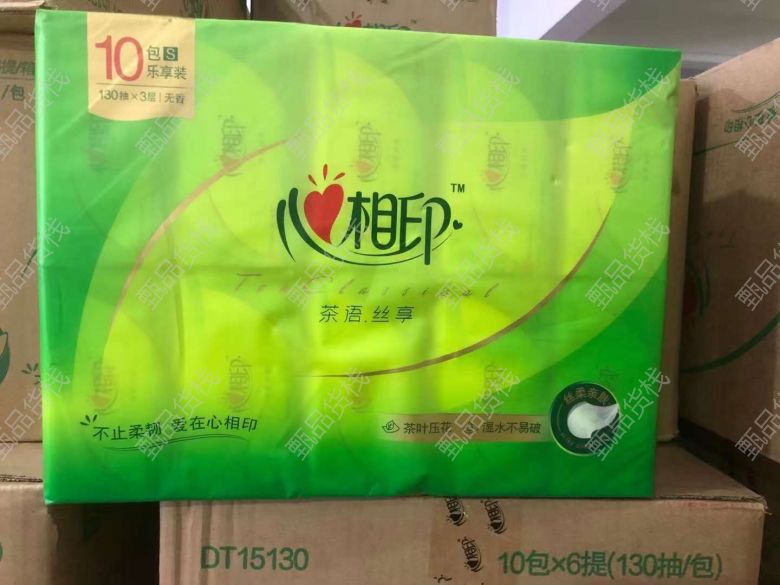 10包S
乐享装
130抽×3层|无香
心相印™
Tea Classical
茶语.丝享
丝柔亲肤
不止柔韧 爱在心相印
茶叶压花
湿水不易破
DT15130
10包×6提(130抽/包)
甄品货栈